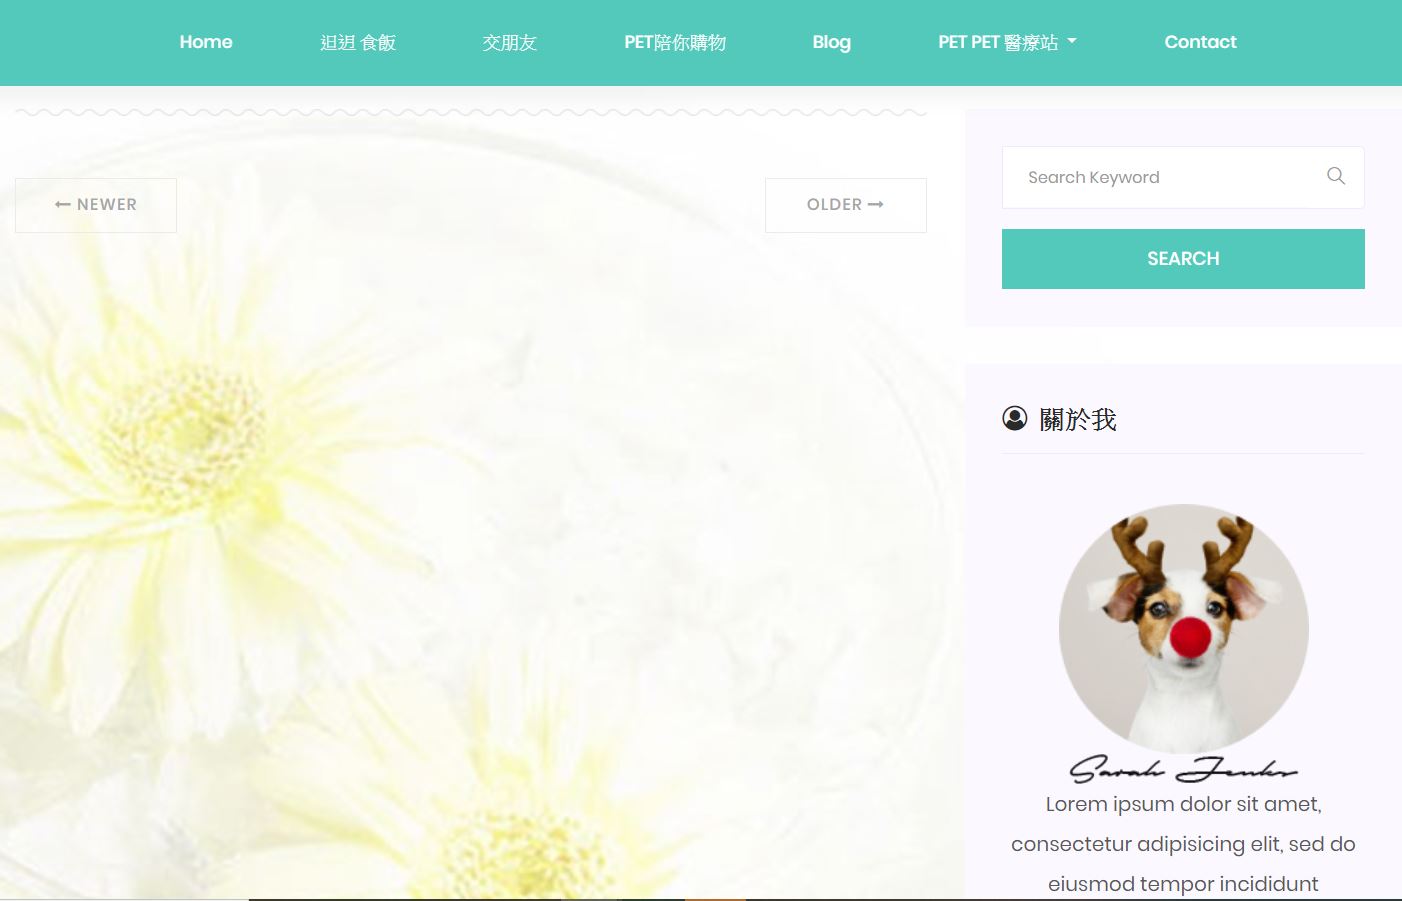 Home 䢍䢍 食飯 交朋友 PET陪你購物 Blog PET PET 醫療站 Contact
NEWER
OLDER
Search Keyword
SEARCH
關於我
Sarah Jenks
Lorem ipsum dolor sit amet,
consectetur adipisicing elit, sed do
eiusmod tempor incididunt